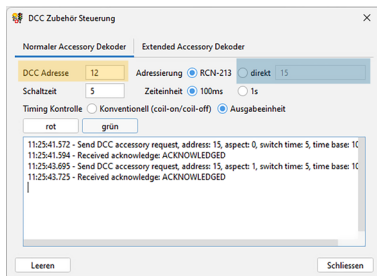 DCC Zubehör Steuerung
Normaler Accessory Dekoder Extended Accessory Dekoder
DCC Adresse 12 Adressierung RCN-213 direkt 15
Schaltzeit 5 Zeiteinheit 100ms 1s
Timing Kontrolle Konventionell (coil-on/coil-off) Ausgabeeinheit
rot grün
11:25:41.572 - Send DCC accessory request, address: 15, aspect: 0, switch time: 5, time base: 10
11:25:41.594 - Received acknowledge: ACKNOWLEDGED
11:25:43.695 - Send DCC accessory request, address: 15, aspect: 1, switch time: 5, time base: 10
11:25:43.725 - Received acknowledge: ACKNOWLEDGED
Leeren Schliessen